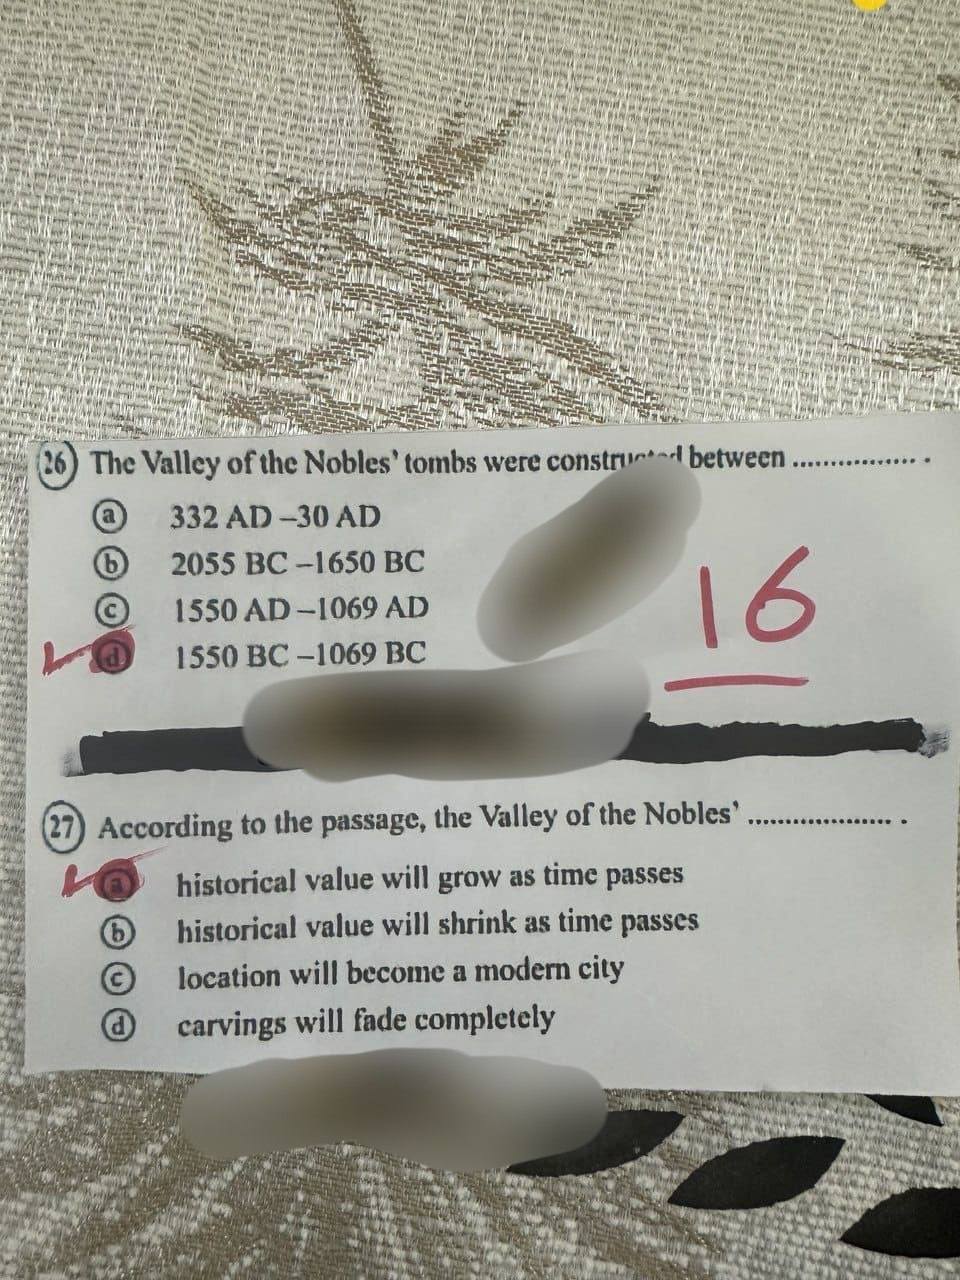 26 The Valley of the Nobles' tombs were constructed between ................ .
a 332 AD –30 AD
b 2055 BC –1650 BC
c 1550 AD –1069 AD
d 1550 BC –1069 BC
16
27 According to the passage, the Valley of the Nobles' ................... .
a historical value will grow as time passes
b historical value will shrink as time passes
c location will become a modern city
d carvings will fade completely